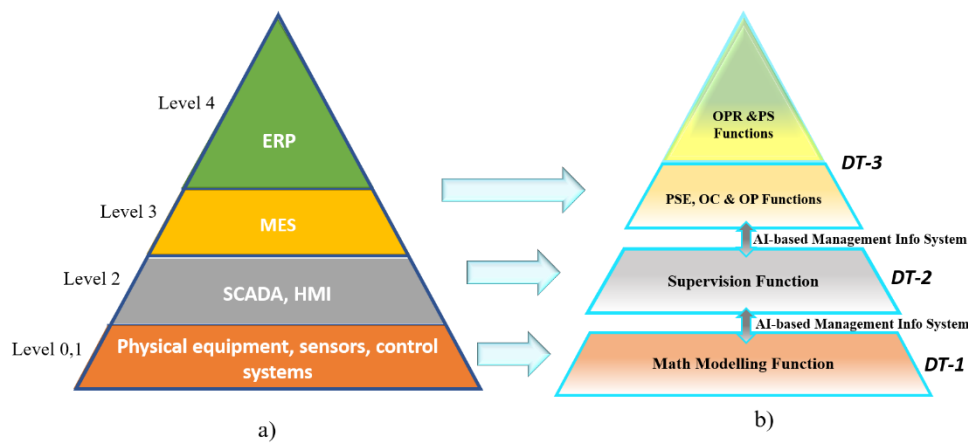 Level 4
ERP
Level 3
MES
Level 2
SCADA, HMI
Level 0,1
Physical equipment, sensors, control
systems
a)
OPR &PS
Functions
DT-3
PSE, OC & OP Functions
AI-based Management Info System
Supervision Function
DT-2
AI-based Management Info System
Math Modelling Function
DT-1
b)